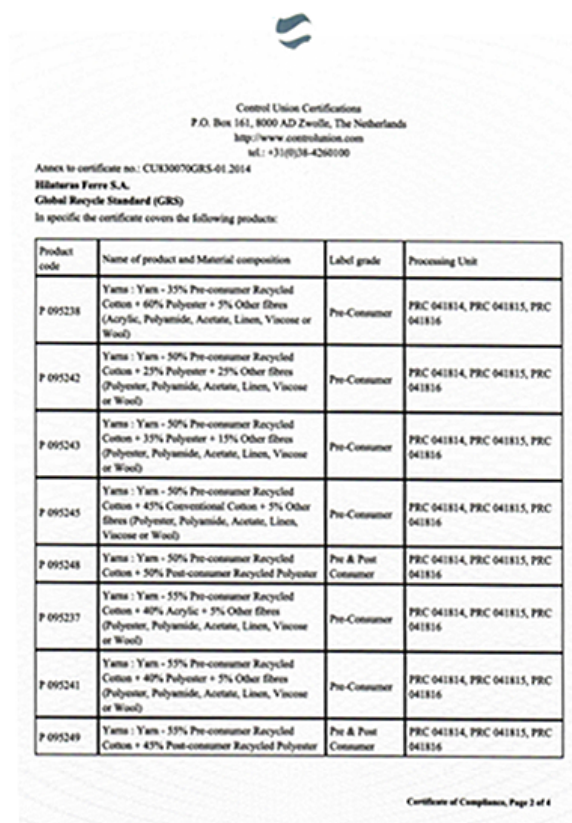 Control Union Certifications
P.O. Box 161, 8000 AD Zwolle, The Netherlands
http://www.controlunion.com
tel.: +31(0)38-4260100
Annex to certificate no.: CU830070GRS-01.2014
Hilaturas Ferre S.A.
Global Recycle Standard (GRS)
In specific the certificate covers the following products:
Product code
Name of product and Material composition
Label grade
Processing Unit
P 095238
Yarns : Yarn - 35% Pre-consumer Recycled
Cotton + 60% Polyester + 5% Other fibres
(Acrylic, Polyamide, Acetate, Linen, Viscose or
Wool)
Pre-Consumer
PRC 041814, PRC 041815, PRC
041816
P 095242
Yarns : Yarn - 50% Pre-consumer Recycled
Cotton + 25% Polyester + 25% Other fibres
(Polyester, Polyamide, Acetate, Linen, Viscose
or Wool)
Pre-Consumer
PRC 041814, PRC 041815, PRC
041816
P 095243
Yarns : Yarn - 50% Pre-consumer Recycled
Cotton + 35% Polyester + 15% Other fibres
(Polyester, Polyamide, Acetate, Linen, Viscose
or Wool)
Pre-Consumer
PRC 041814, PRC 041815, PRC
041816
P 095245
Yarns : Yarn - 50% Pre-consumer Recycled
Cotton + 45% Conventional Cotton + 5% Other
fibres (Polyester, Polyamide, Acetate, Linen,
Viscose or Wool)
Pre-Consumer
PRC 041814, PRC 041815, PRC
041816
P 095248
Yarns : Yarn - 50% Pre-consumer Recycled
Cotton + 50% Post-consumer Recycled Polyester
Pre & Post
Consumer
PRC 041814, PRC 041815, PRC
041816
P 095237
Yarns : Yarn - 55% Pre-consumer Recycled
Cotton + 40% Acrylic + 5% Other fibres
(Polyester, Polyamide, Acetate, Linen, Viscose
or Wool)
Pre-Consumer
PRC 041814, PRC 041815, PRC
041816
P 095241
Yarns : Yarn - 55% Pre-consumer Recycled
Cotton + 40% Polyester + 5% Other fibres
(Polyester, Polyamide, Acetate, Linen, Viscose
or Wool)
Pre-Consumer
PRC 041814, PRC 041815, PRC
041816
P 095249
Yarns : Yarn - 55% Pre-consumer Recycled
Cotton + 45% Post-consumer Recycled Polyester
Pre & Post
Consumer
PRC 041814, PRC 041815, PRC
041816
Certificate of Compliance, Page 2 of 4